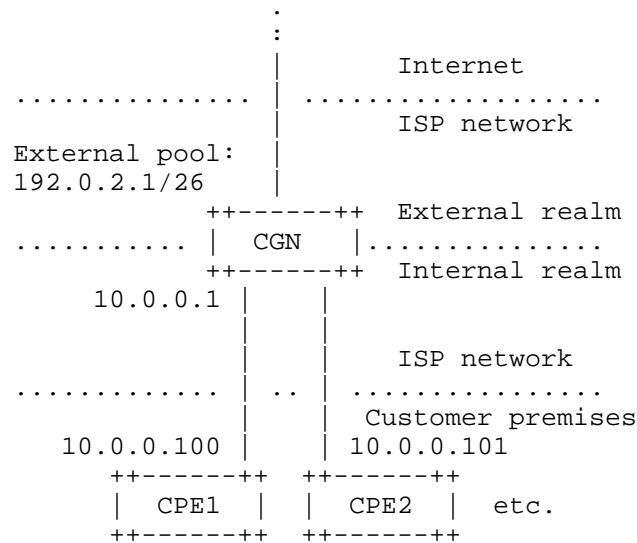 .
:
|          Internet
............... | ...................
|          ISP network
External pool:  |
192.0.2.1/26    |
++------++  External realm
........... |  CGN   |...............
++------++  Internal realm
10.0.0.1 |    |
|    |
|    |    ISP network
............. | .. | ................
|    |  Customer premises
10.0.0.100 |    | 10.0.0.101
++------++  ++------++
|  CPE1  |  |  CPE2  |  etc.
++------++  ++------++